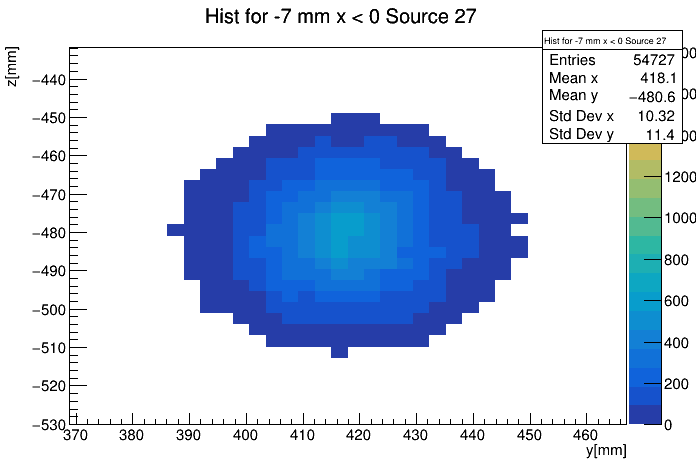 Hist for -7 mm x < 0 Source 27
z[mm]
Hist for -7 mm x < 0 Source 27
Entries 54727
Mean x 418.1
Mean y −480.6
Std Dev x 10.32
Std Dev y 11.4
−440
−450
−460
−470
−480
−490
−500
−510
−520
−530
370 380 390 400 410 420 430 440 450 460
y[mm]
1200
1000
800
600
400
200
0